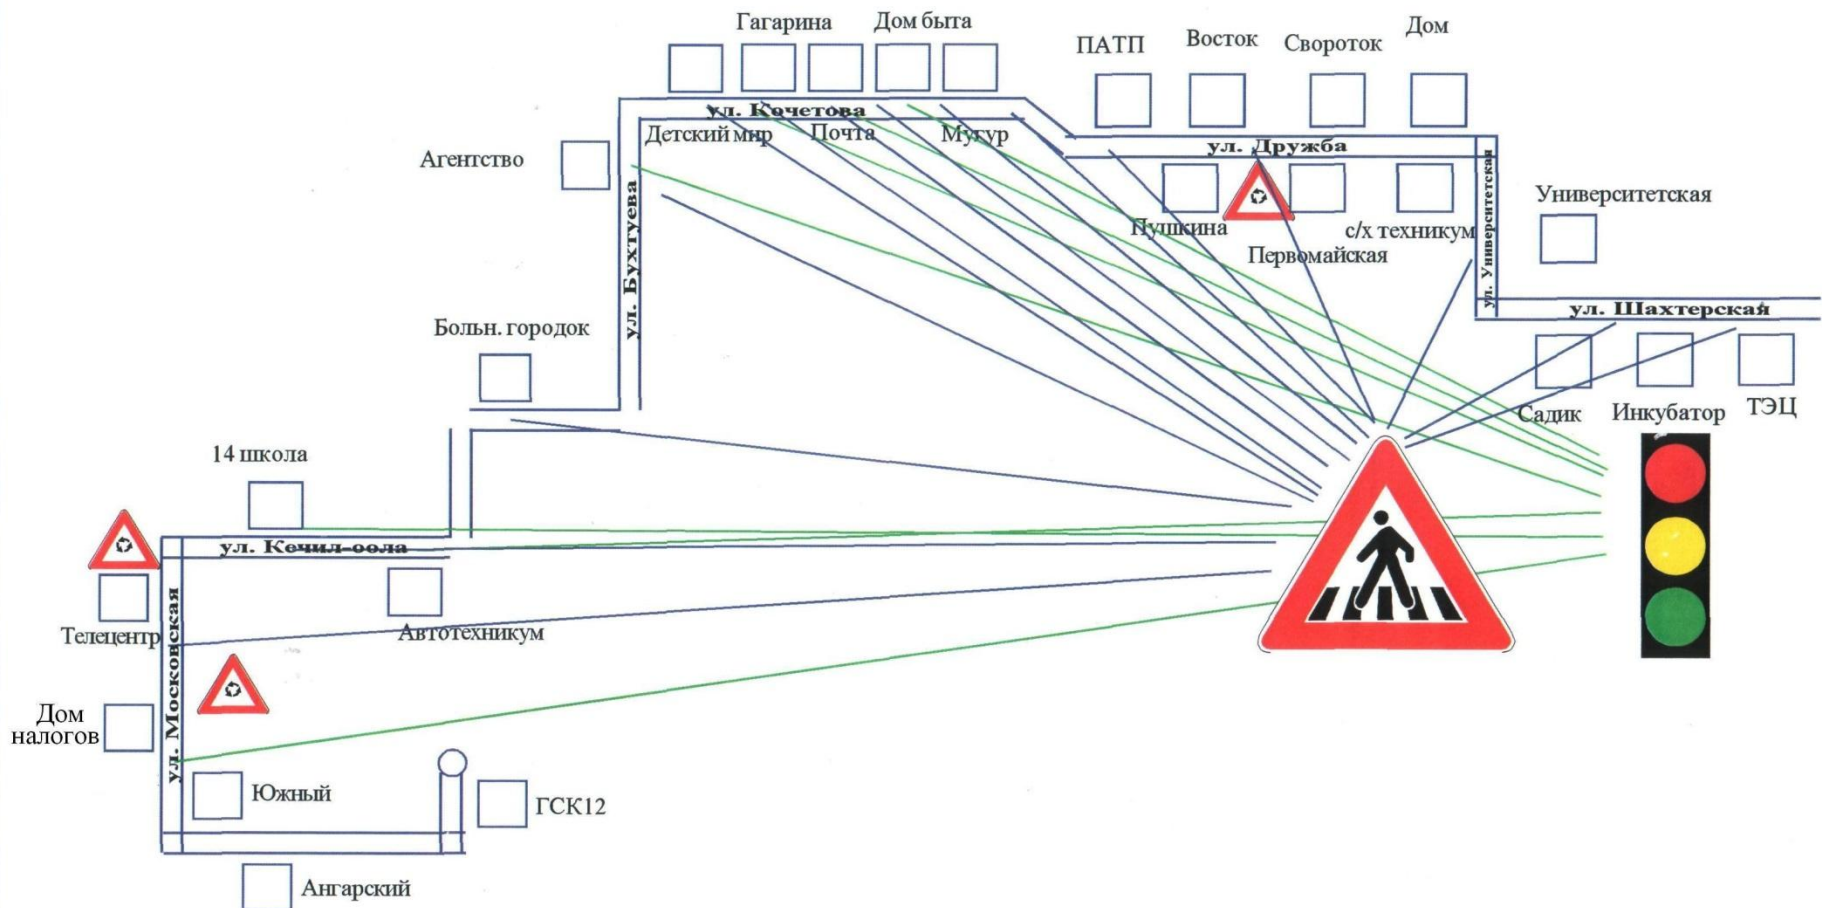 Гагарина
Дом быта
ПАТП
Восток
Свороток
Дом
ул. Кочетова
Детский мир
Почта
Мугур
Агентство
ул. Дружба
Пушкина
Первомайская
с/х техникум
ул. Университетская
Университетская
ул. Бухтуева
ул. Шахтерская
Садик
Инкубатор
ТЭЦ
Больн. городок
14 школа
ул. Кечил-оола
Телецентр
Автотехникум
ул. Московская
Дом
налогов
Южный
ГСК12
Ангарский